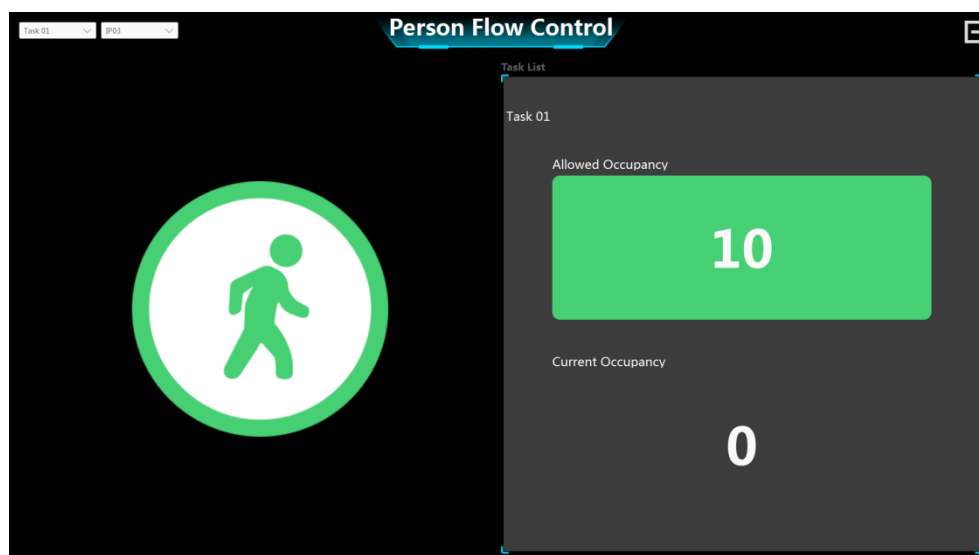 Task 01
IP03
Person Flow Control
Task List
Task 01
Allowed Occupancy
10
Current Occupancy
0